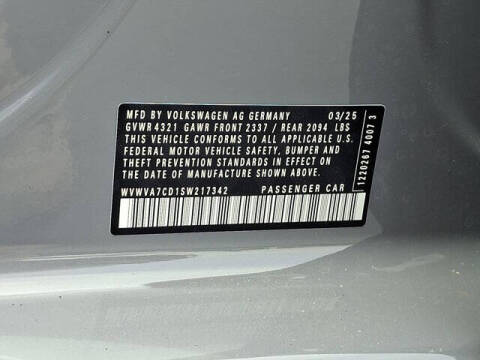 MFD BY VOLKSWAGEN AG GERMANY 03/25
GVWR 4321 GAWR FRONT 2337 / REAR 2094 LBS
THIS VEHICLE CONFORMS TO ALL APPLICABLE U.S.
FEDERAL MOTOR VEHICLE SAFETY, BUMPER AND
THEFT PREVENTION STANDARDS IN EFFECT ON
THE DATE OF MANUFACTURE SHOWN ABOVE.
WVWVA7CD1SW217342 PASSENGER CAR
1220267 4007 3